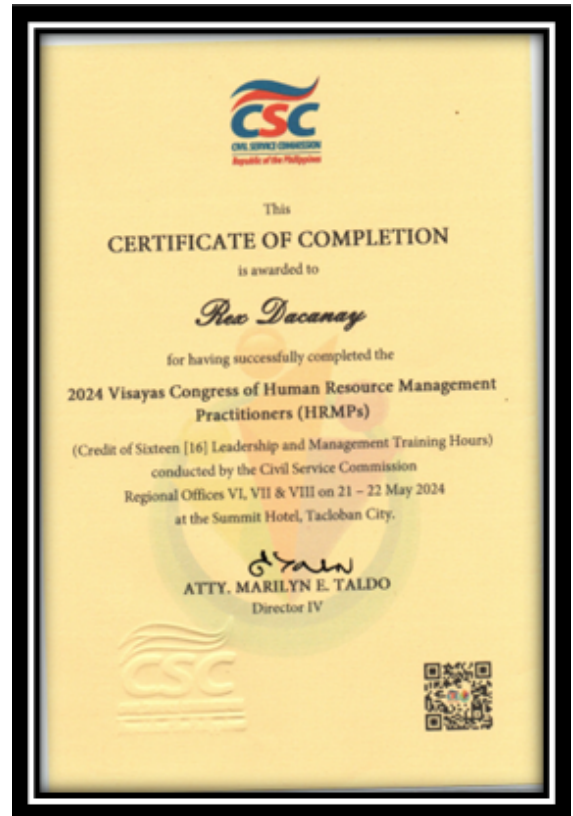 CSC
CIVIL SERVICE COMMISSION
Republic of the Philippines
This
CERTIFICATE OF COMPLETION
is awarded to
Rex Dacanay
for having successfully completed the
2024 Visayas Congress of Human Resource Management
Practitioners (HRMPs)
(Credit of Sixteen [16] Leadership and Management Training Hours)
conducted by the Civil Service Commission
Regional Offices VI, VII & VIII on 21 – 22 May 2024
at the Summit Hotel, Tacloban City.
ATTY. MARILYN E. TALDO
Director IV
CSC